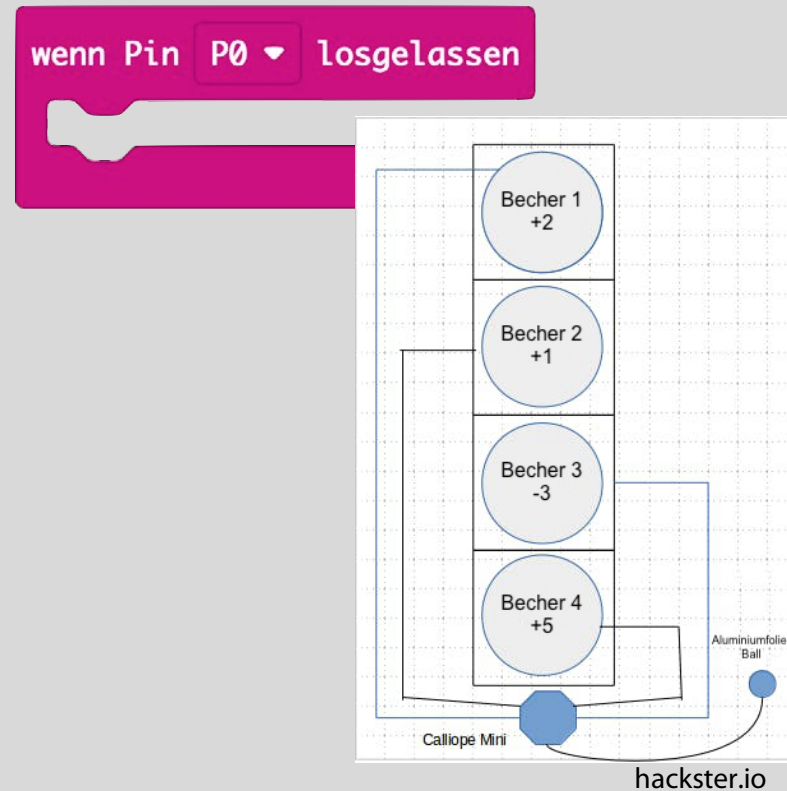 wenn Pin P0 losgelassen
Becher 1
+2
Becher 2
+1
Becher 3
-3
Becher 4
+5
Aluminiumfolie
Ball
Calliope Mini
hackster.io